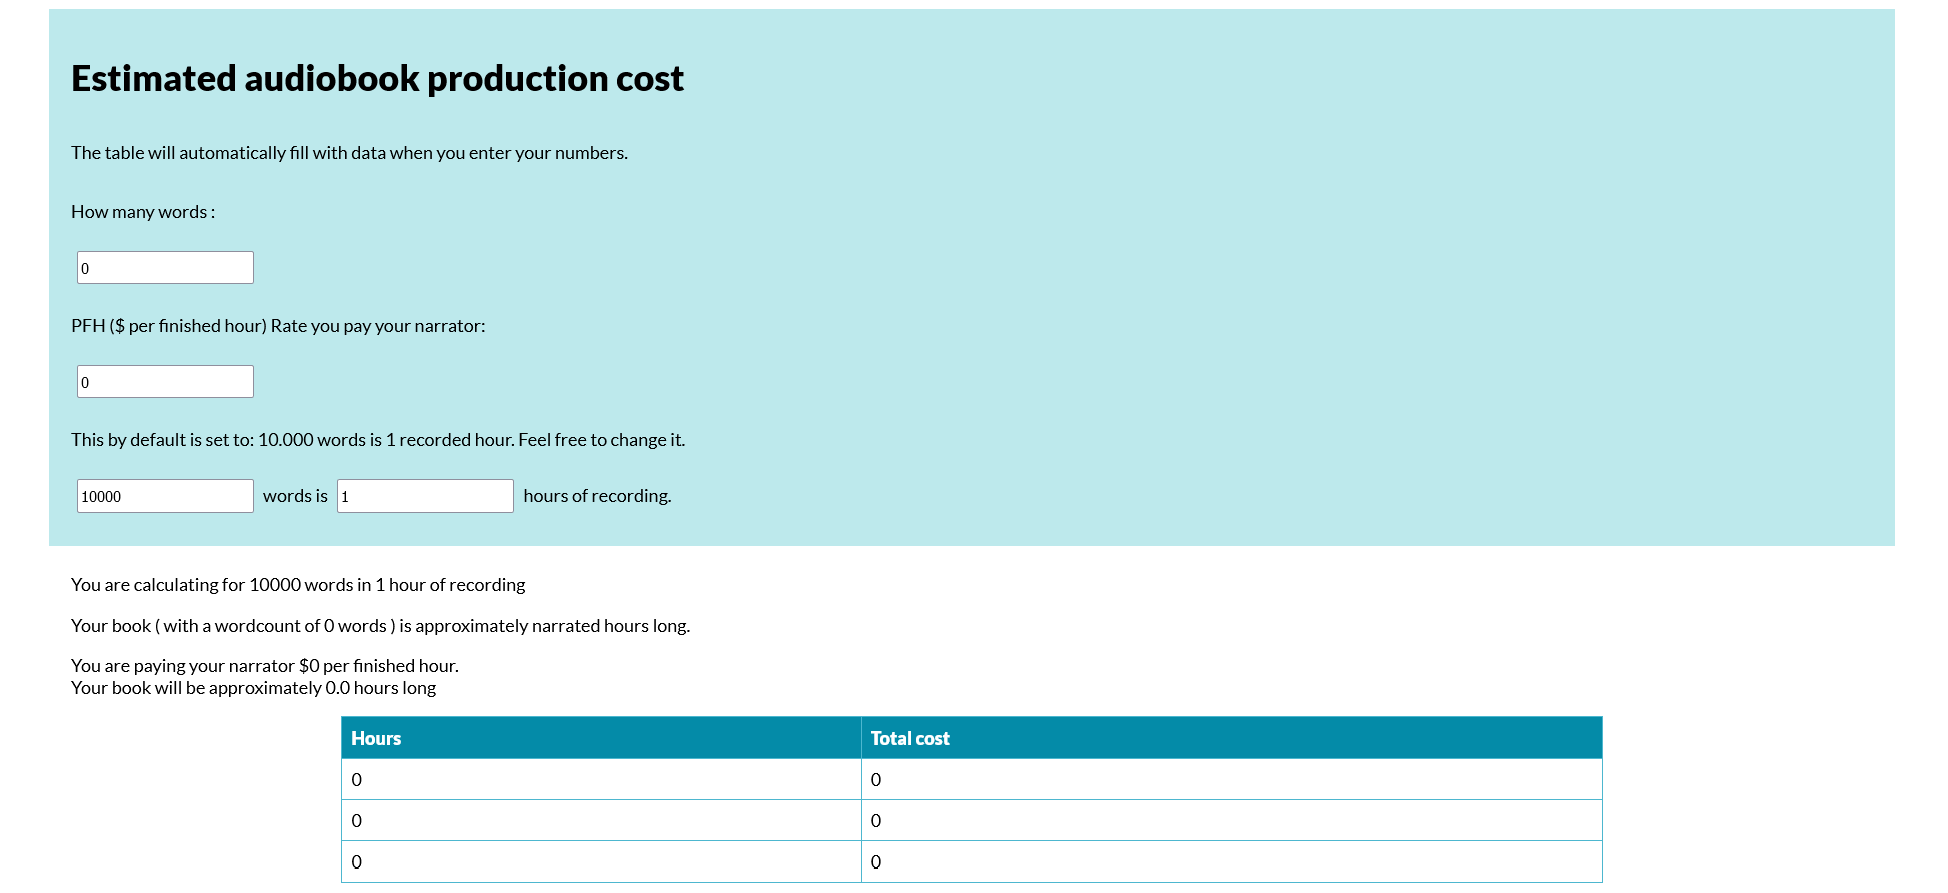 Estimated audiobook production cost
The table will automatically fill with data when you enter your numbers.
How many words :
0
PFH ($ per finished hour) Rate you pay your narrator:
0
This by default is set to: 10.000 words is 1 recorded hour. Feel free to change it.
10000 words is 1 hours of recording.
You are calculating for 10000 words in 1 hour of recording
Your book ( with a wordcount of 0 words ) is approximately narrated hours long.
You are paying your narrator $0 per finished hour.
Your book will be approximately 0.0 hours long
Hours Total cost
0 0
0 0
0 0